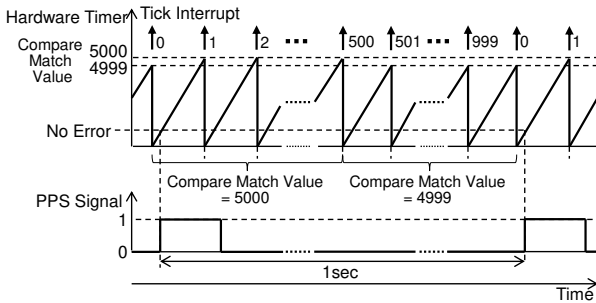 Hardware Timer Tick Interrupt
Compare
Match
Value
0 1 2 ▪▪▪ 500 501 ▪▪▪ 999 0 1
5000
4999
No Error
Compare Match Value
= 5000
Compare Match Value
= 4999
PPS Signal
1
0
1sec
Time